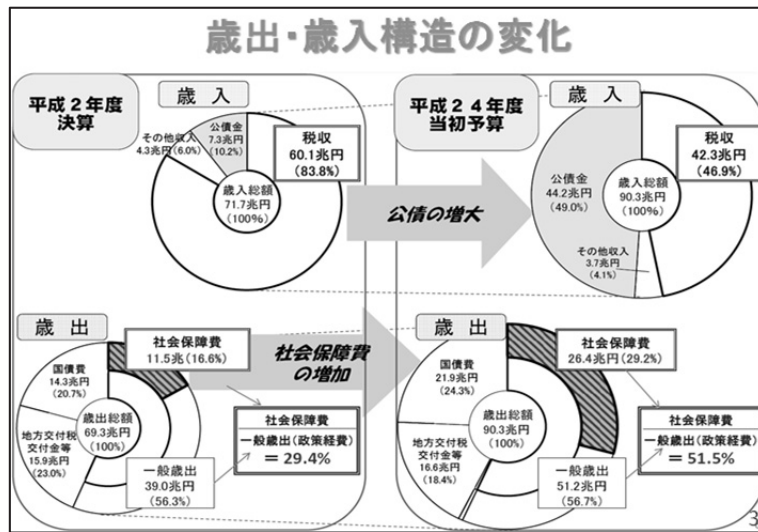 歳出・歳入構造の変化
平成２年度
決算
歳 入
その他収入
4.3兆円(6.0%)
公債金
7.3兆円
(10.2%)
税収
60.1兆円
(83.8%)
歳入総額
71.7兆円
(100%)
公債の増大
平成２４年度
当初予算
歳 入
税収
42.3兆円
(46.9%)
公債金
44.2兆円
(49.0%)
歳入総額
90.3兆円
(100%)
その他収入
3.7兆円
(4.1%)
歳 出
社会保障費
11.5兆(16.6%)
国債費
14.3兆円
(20.7%)
歳出総額
69.3兆円
(100%)
地方交付税
交付金等
15.9兆円
(23.0%)
一般歳出
39.0兆円
(56.3%)
社会保障費
一般歳出(政策経費)
= 29.4%
社会保障費
の増加
歳 出
社会保障費
26.4兆円(29.2%)
国債費
21.9兆円
(24.3%)
歳出総額
90.3兆円
(100%)
地方交付税
交付金等
16.6兆円
(18.4%)
一般歳出
51.2兆円
(56.7%)
社会保障費
一般歳出(政策経費)
= 51.5%
3